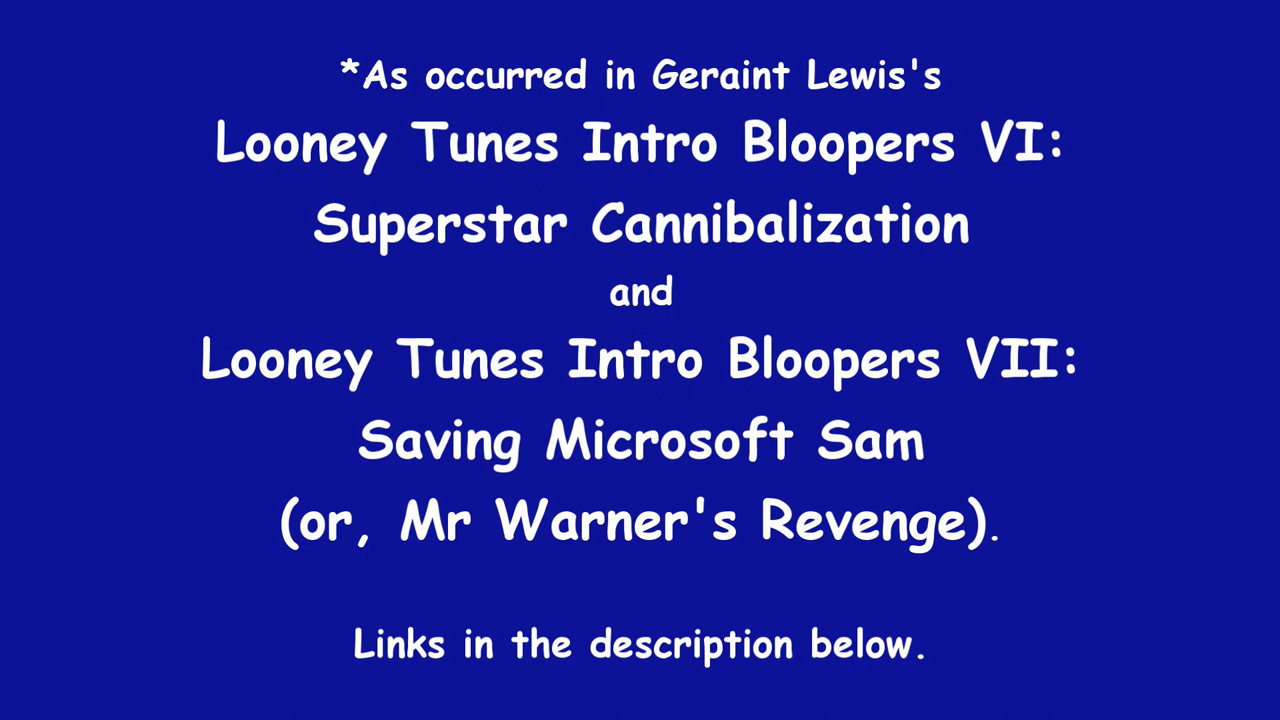 *As occurred in Geraint Lewis's
Looney Tunes Intro Bloopers VI:
Superstar Cannibalization
and
Looney Tunes Intro Bloopers VII:
Saving Microsoft Sam
(or, Mr Warner's Revenge).
Links in the description below.